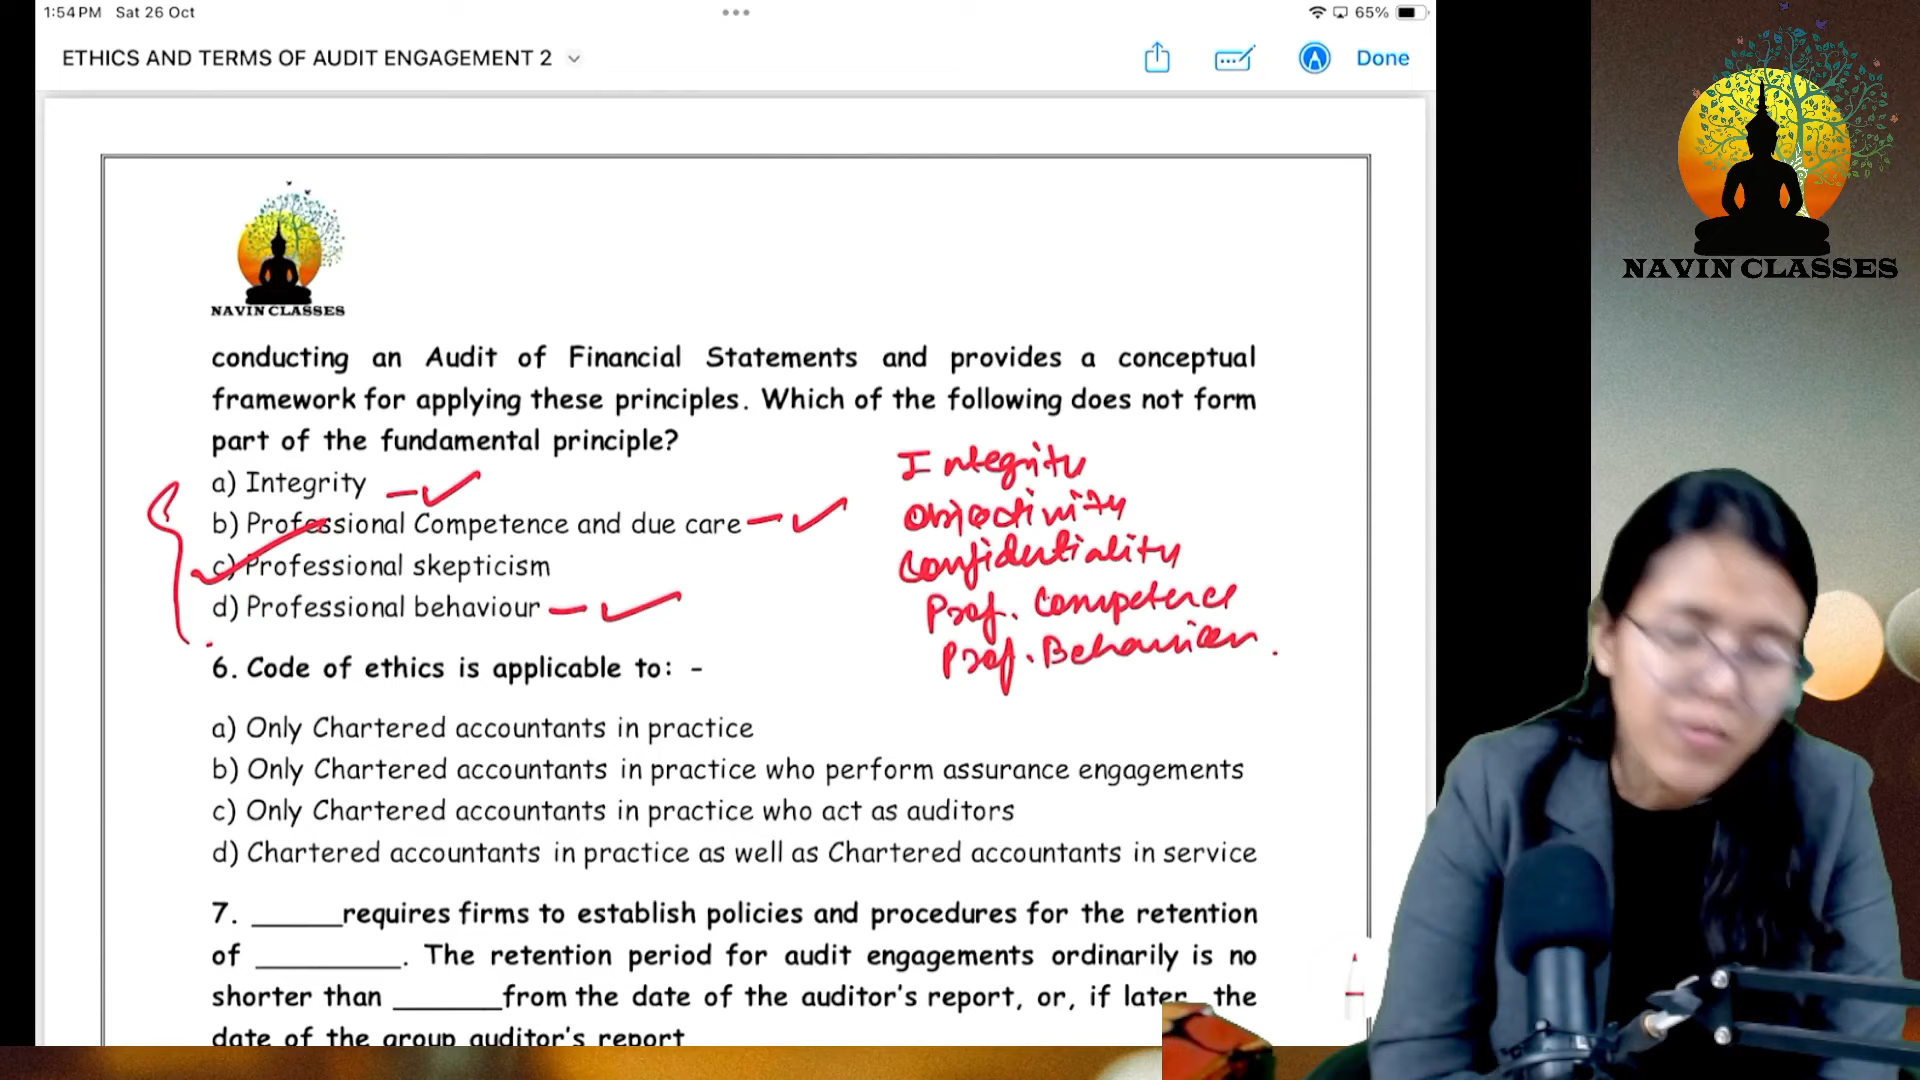 1:54 PM Sat 26 Oct
65%
ETHICS AND TERMS OF AUDIT ENGAGEMENT 2
Done
NAVIN CLASSES
NAVIN CLASSES
conducting an Audit of Financial Statements and provides a conceptual
framework for applying these principles. Which of the following does not form
part of the fundamental principle?
a) Integrity
b) Professional Competence and due care
c) Professional skepticism
d) Professional behaviour
Integrity
Objectivity
Confidentiality
Prof. Competence
Prof. Behaviour.
6. Code of ethics is applicable to: -
a) Only Chartered accountants in practice
b) Only Chartered accountants in practice who perform assurance engagements
c) Only Chartered accountants in practice who act as auditors
d) Chartered accountants in practice as well as Chartered accountants in service
7. ______requires firms to establish policies and procedures for the retention
of _________. The retention period for audit engagements ordinarily is no
shorter than _______from the date of the auditor's report, or, if later, the
date of the group auditor's report